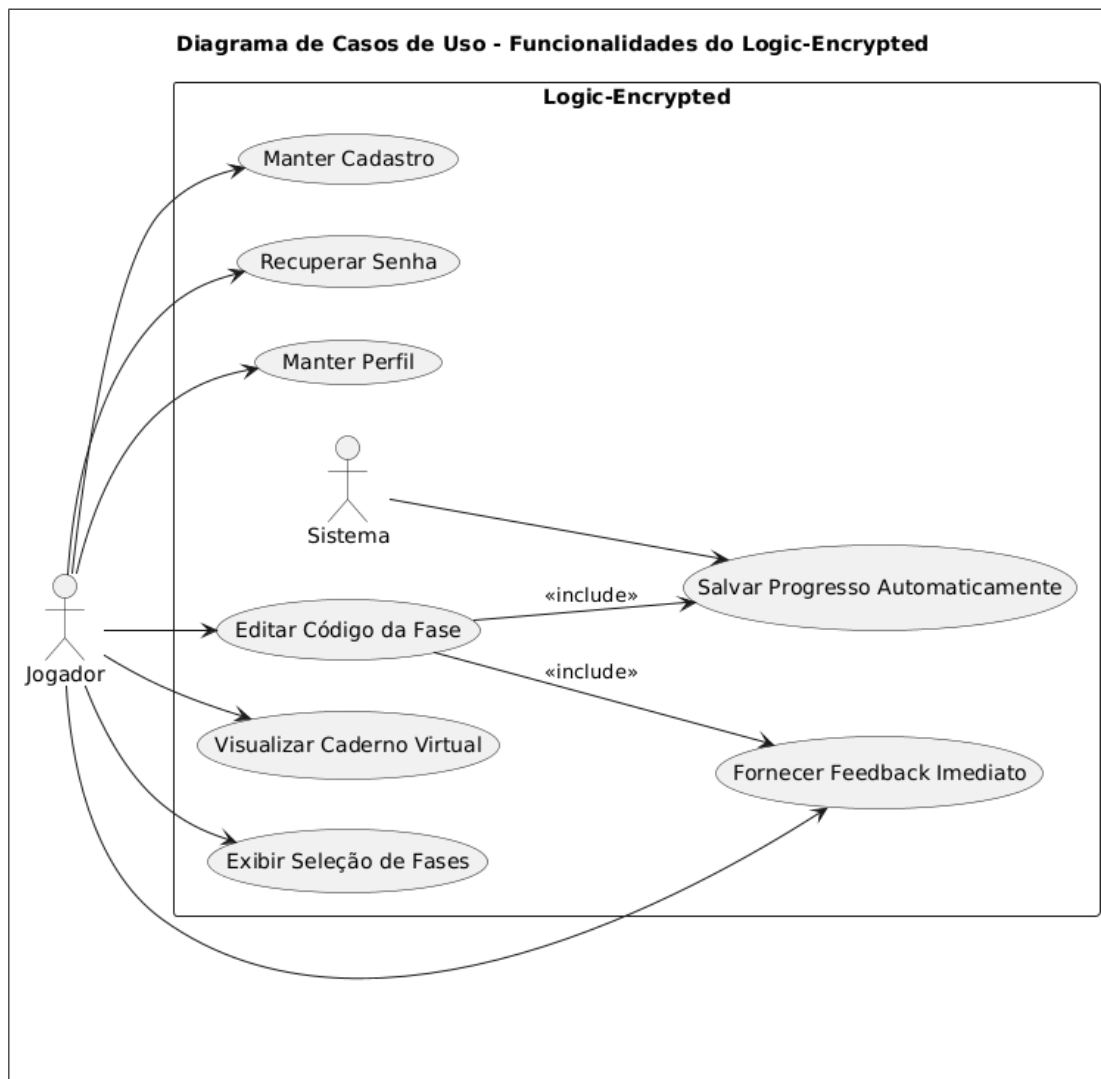 Diagrama de Casos de Uso - Funcionalidades do Logic-Encrypted
Logic-Encrypted
Manter Cadastro
Recuperar Senha
Manter Perfil
Sistema
Salvar Progresso Automaticamente
«include»
Editar Código da Fase
Jogador
«include»
Visualizar Caderno Virtual
Fornecer Feedback Imediato
Exibir Seleção de Fases